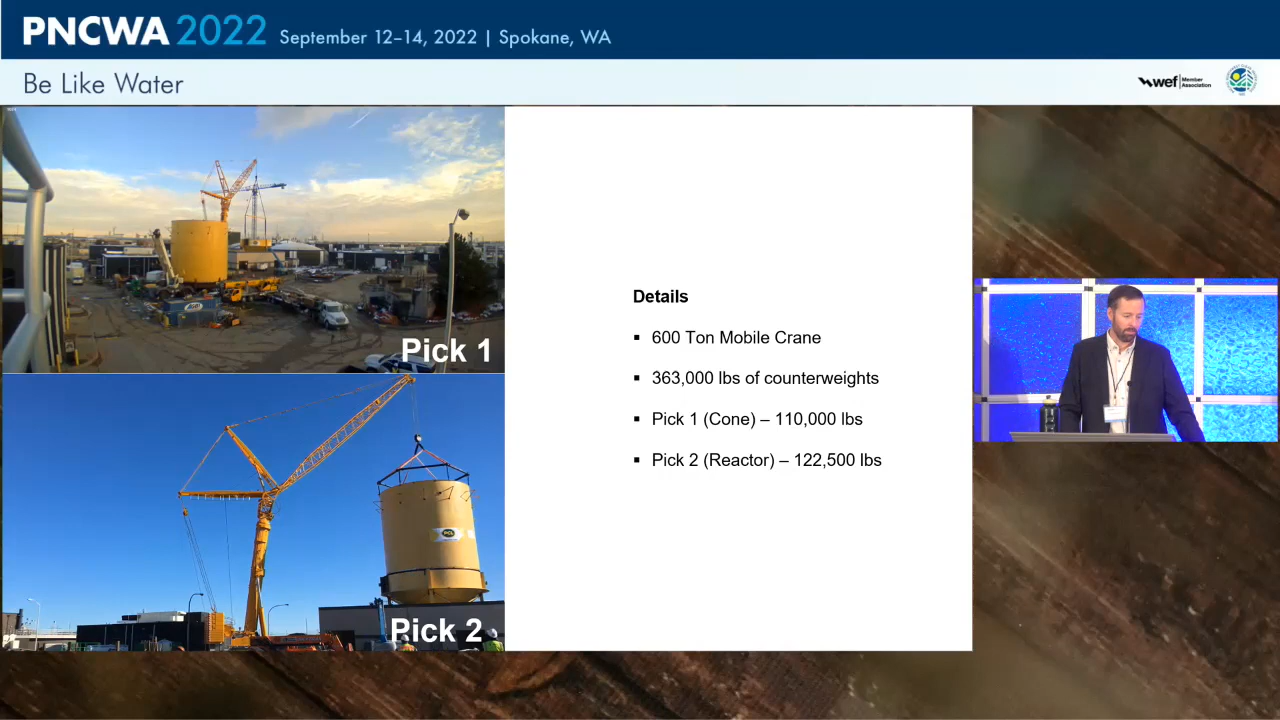 PNCWA 2022 September 12–14, 2022 | Spokane, WA
Be Like Water
wef Member Association
Pick 1
Pick 2
PCL
Details
▪ 600 Ton Mobile Crane
▪ 363,000 lbs of counterweights
▪ Pick 1 (Cone) – 110,000 lbs
▪ Pick 2 (Reactor) – 122,500 lbs